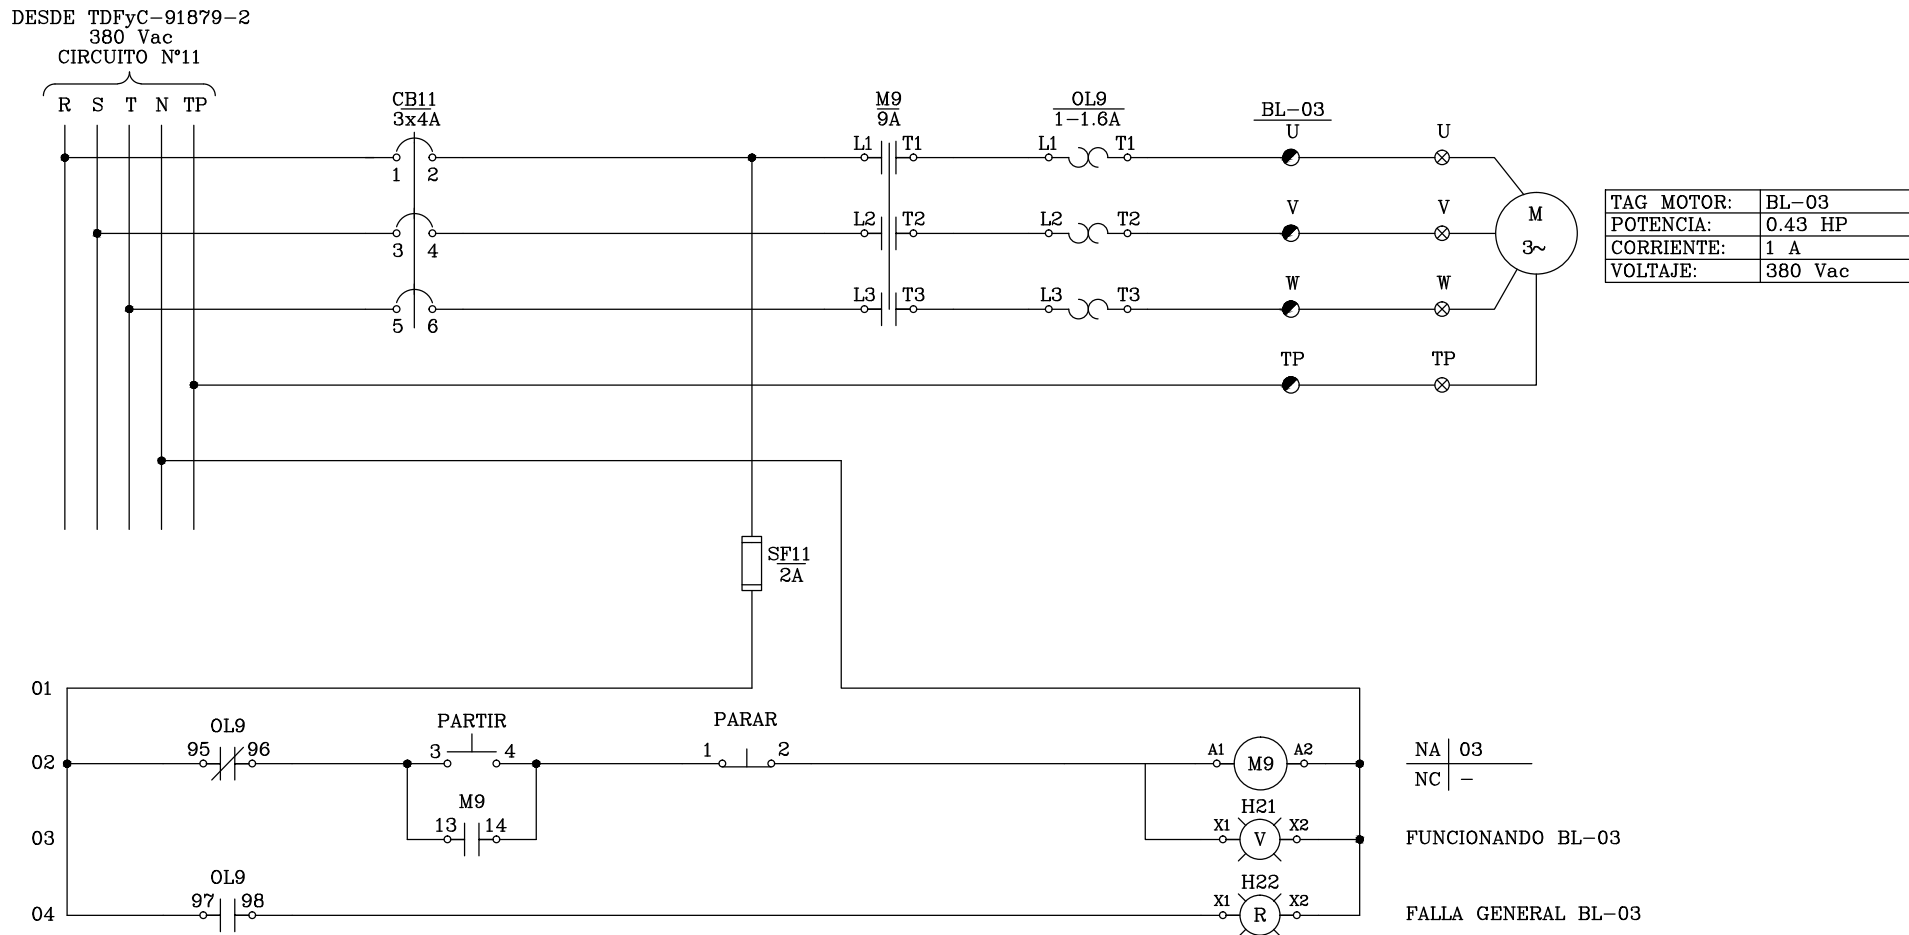 DESDE TDFyC-91879-2
380 Vac
CIRCUITO N°11
R S T N TP
CB11
3x4A
M9
9A
OL9
1-1.6A
BL-03
U
U
L1 T1
L1 T1
1 2
V
V
L2 T2
L2 T2
3 4
M
3~
W
W
L3 T3
L3 T3
5 6
TP
TP
TAG MOTOR: BL-03
POTENCIA: 0.43 HP
CORRIENTE: 1 A
VOLTAJE: 380 Vac
SF11
2A
01
OL9
PARTIR
PARAR
02
95 96
3 4
1 2
A1 M9 A2
NA 03
NC -
M9
H21
03
13 14
X1 V X2
FUNCIONANDO BL-03
OL9
H22
04
97 98
X1 R X2
FALLA GENERAL BL-03